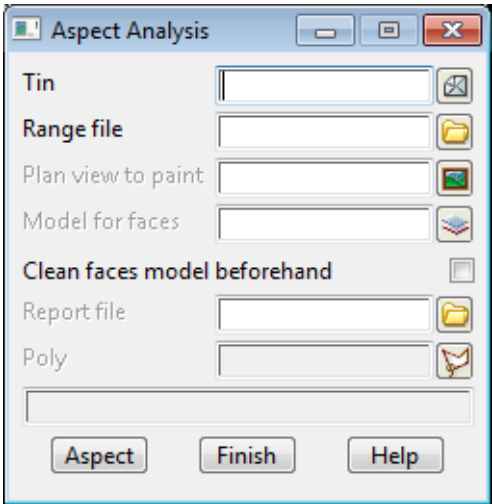 Aspect Analysis
Tin
Range file
Plan view to paint
Model for faces
Clean faces model beforehand
Report file
Poly
Aspect Finish Help